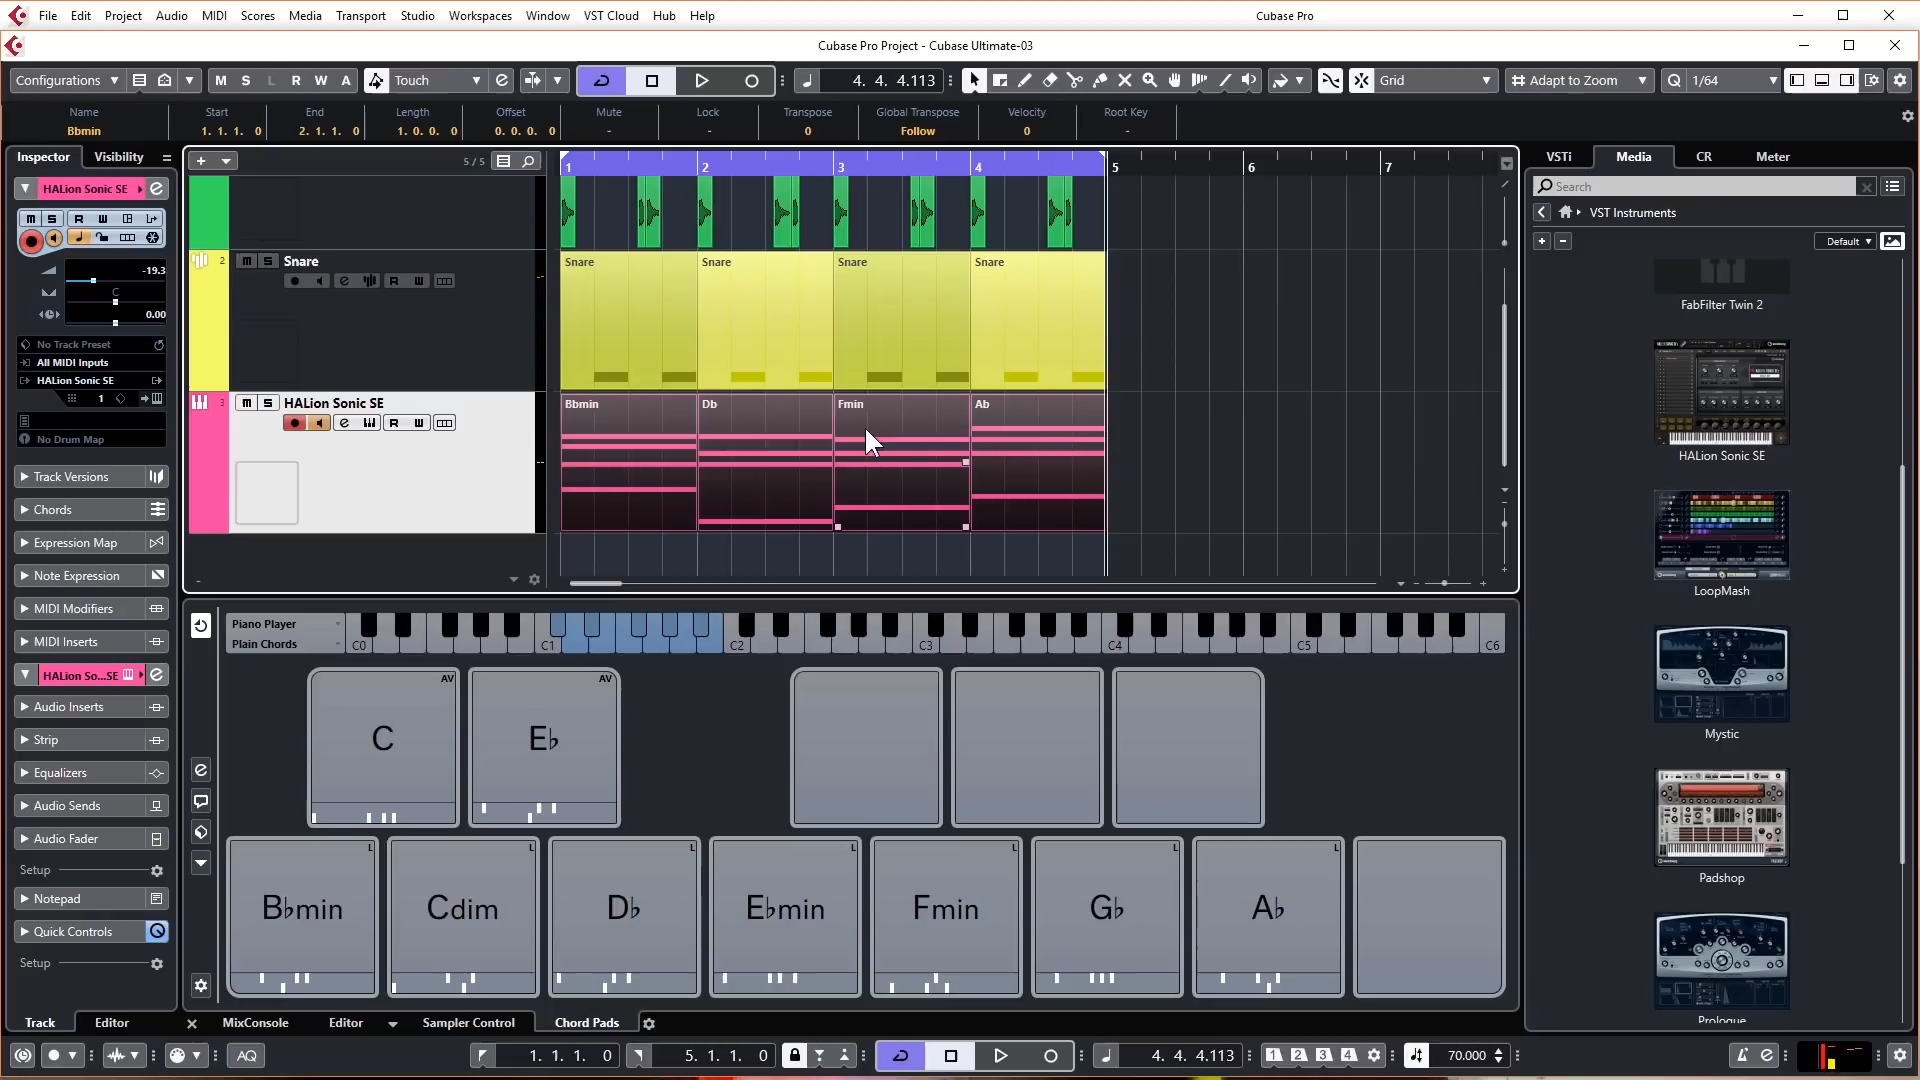 File Edit Project Audio MIDI Scores Media Transport Studio Workspaces Window VST Cloud Hub Help Cubase Pro
Cubase Pro Project - Cubase Ultimate-03
Configurations M S L R W A Touch 4. 4. 4.113 Grid Adapt to Zoom Q 1/64
Name Start End Length Offset Mute Lock Transpose Global Transpose Velocity Root Key
Bbmin 1. 1. 1. 0 2. 1. 1. 0 1. 0. 0. 0 0. 0. 0. 0 - - 0 Follow 0 -
Inspector Visibility 5 / 5 1 2 3 4 5 6 7 VSTi Media CR Meter
HALion Sonic SE Search
M S R W VST Instruments
Default
2 M S Snare Snare Snare Snare Snare
-19.3 R W
C
0.00 FabFilter Twin 2
No Track Preset
All MIDI Inputs
HALion Sonic SE
1 3 M S HALion Sonic SE Bbmin Db Fmin Ab
R W
No Drum Map HALion Sonic SE
Track Versions
Chords
Expression Map
Note Expression LoopMash
MIDI Modifiers
Piano Player
MIDI Inserts Plain Chords C0 C1 C2 C3 C4 C5 C6
HALion So...SE AV AV
Audio Inserts
Strip C E♭ Mystic
Equalizers
Audio Sends
Audio Fader L L L L L L L
Setup Padshop
Notepad B♭min Cdim D♭ E♭min Fmin G♭ A♭
Quick Controls
Setup
Track Editor MixConsole Editor Sampler Control Chord Pads Prologue
AQ 1. 1. 1. 0 5. 1. 1. 0 4. 4. 4.113 1 2 3 4 70.000